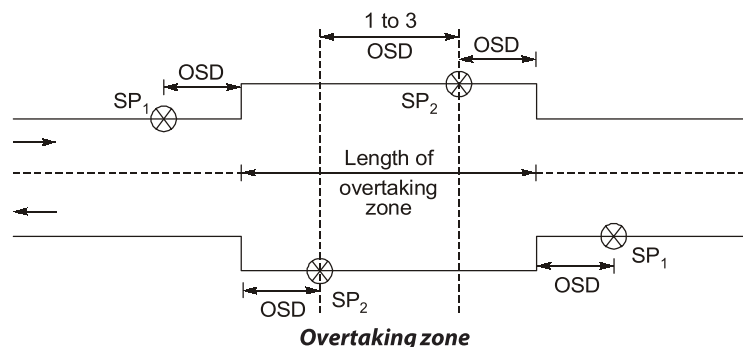 1 to 3
OSD
OSD
OSD
SP1
SP2
Length of
overtaking
zone
SP1
OSD
SP2
OSD
Overtaking zone